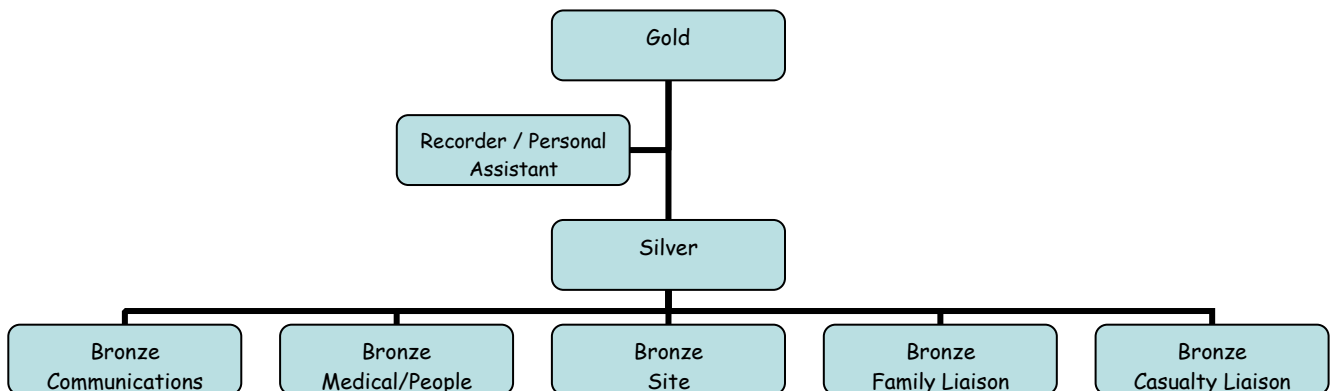 Gold
Recorder / Personal
Assistant
Silver
Bronze
Communications
Bronze
Medical/People
Bronze
Site
Bronze
Family Liaison
Bronze
Casualty Liaison